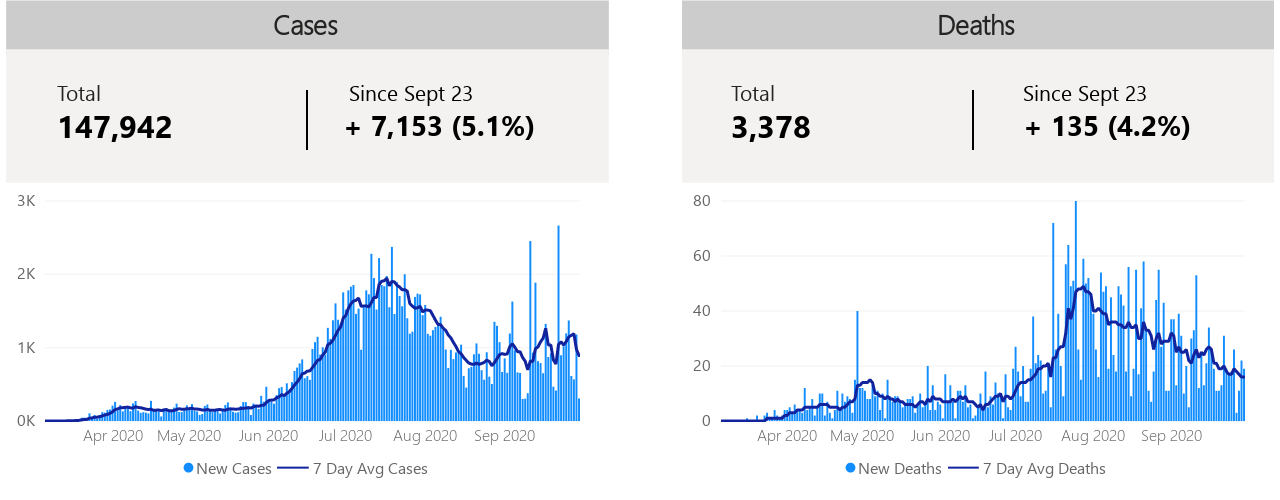 Cases
Total
147,942
Since Sept 23
+ 7,153 (5.1%)
3K
2K
1K
0K
Apr 2020 May 2020 Jun 2020 Jul 2020 Aug 2020 Sep 2020
New Cases 7 Day Avg Cases
Deaths
Total
3,378
Since Sept 23
+ 135 (4.2%)
80
60
40
20
0
Apr 2020 May 2020 Jun 2020 Jul 2020 Aug 2020 Sep 2020
New Deaths 7 Day Avg Deaths